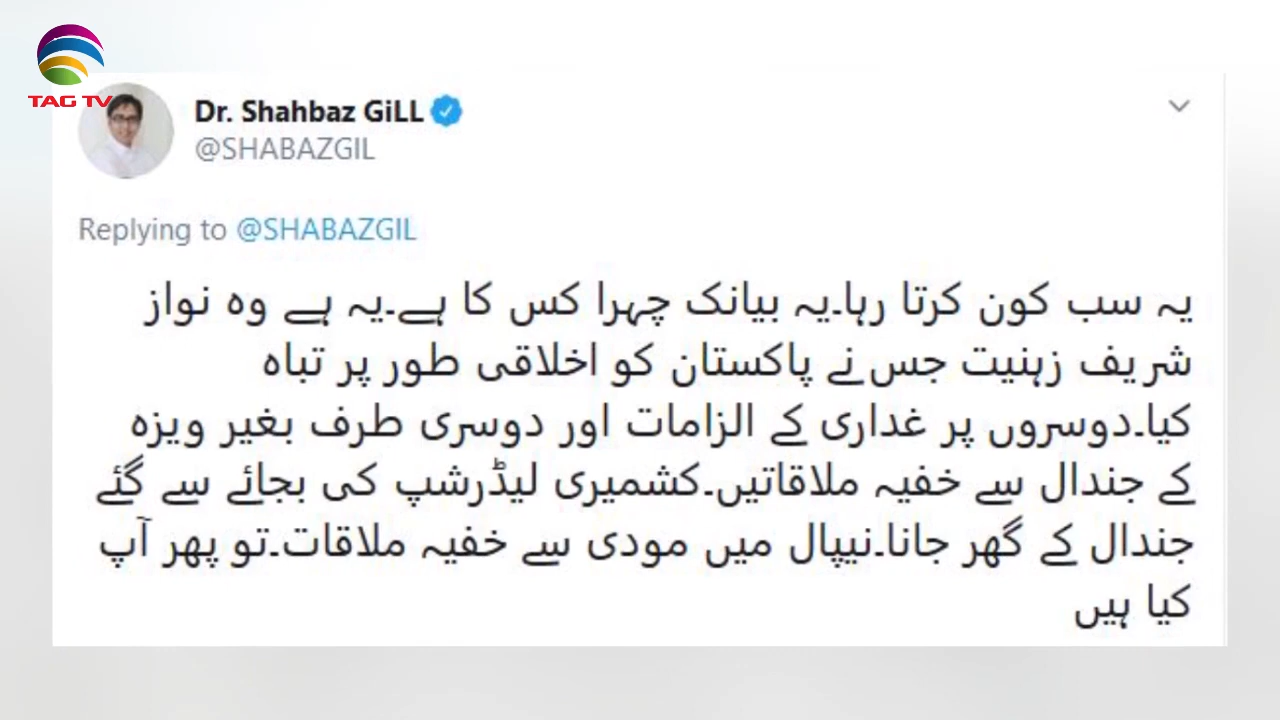 TAG TV
Dr. Shahbaz GiLL
@SHABAZGIL
Replying to @SHABAZGIL
یہ سب کون کرتا رہا۔یہ بیانک چہرا کس کا ہے۔یہ ہے وہ نواز
شریف زہنیت جس نے پاکستان کو اخلاقی طور پر تباہ
کیا۔دوسروں پر غداری کے الزامات اور دوسری طرف بغیر ویزہ
کے جندال سے خفیہ ملاقاتیں۔کشمیری لیڈرشپ کی بجائے سے گئے
جندال کے گھر جانا۔نیپال میں مودی سے خفیہ ملاقات۔تو پھر آپ
کیا ہیں